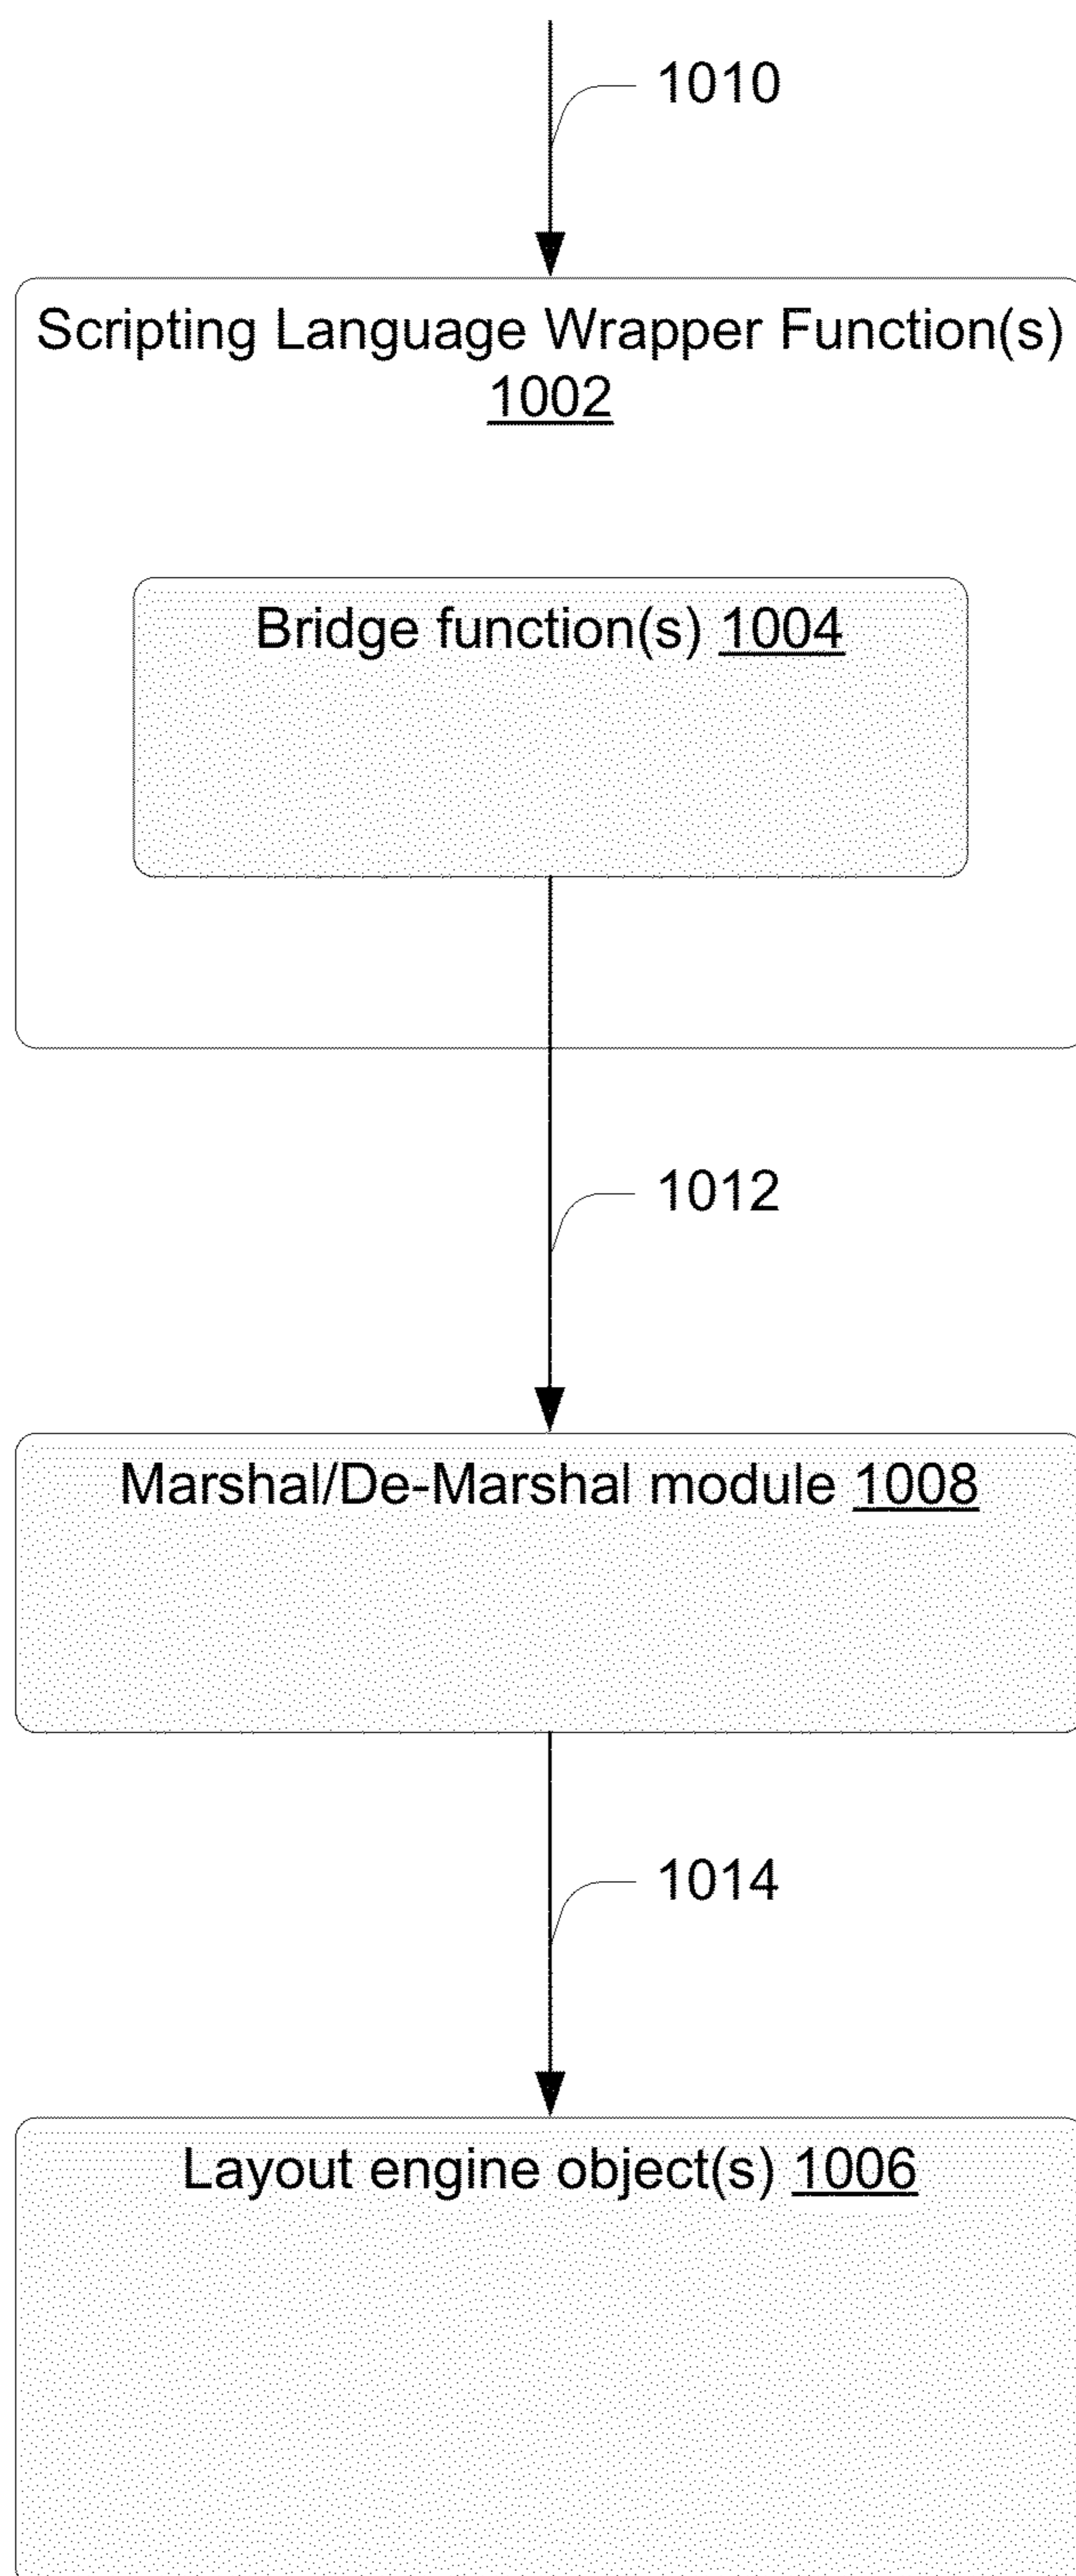 1010
Scripting Language Wrapper Function(s)
1002
Bridge function(s) 1004
1012
Marshal/De-Marshal module 1008
1014
Layout engine object(s) 1006